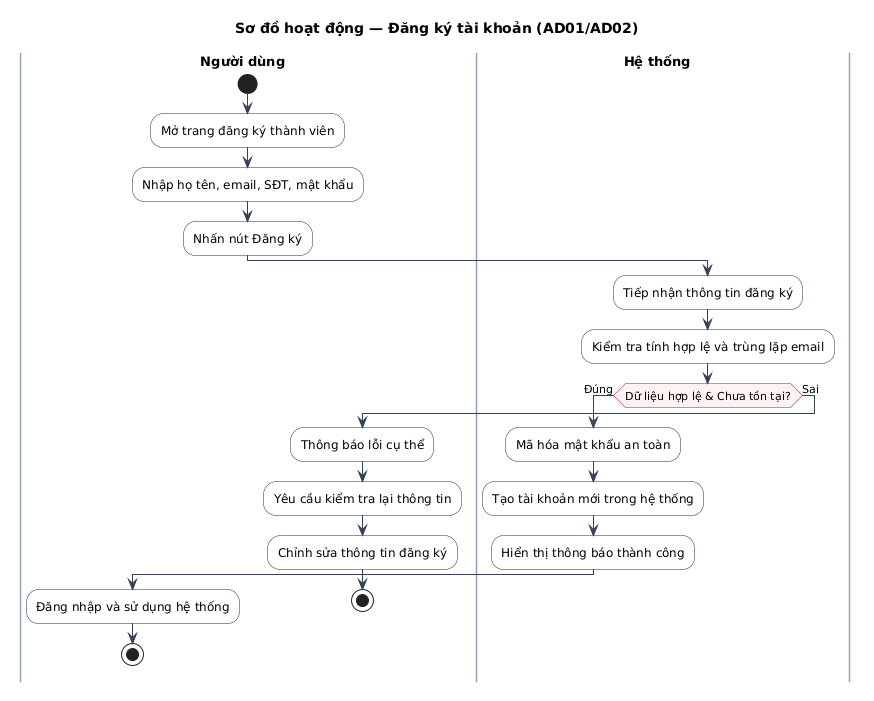 Sơ đồ hoạt động — Đăng ký tài khoản (AD01/AD02)
Người dùng
Hệ thống
Mở trang đăng ký thành viên
Nhập họ tên, email, SĐT, mật khẩu
Nhấn nút Đăng ký
Tiếp nhận thông tin đăng ký
Kiểm tra tính hợp lệ và trùng lặp email
Đúng
Dữ liệu hợp lệ & Chưa tồn tại?
Sai
Thông báo lỗi cụ thể
Mã hóa mật khẩu an toàn
Yêu cầu kiểm tra lại thông tin
Tạo tài khoản mới trong hệ thống
Chỉnh sửa thông tin đăng ký
Hiển thị thông báo thành công
Đăng nhập và sử dụng hệ thống